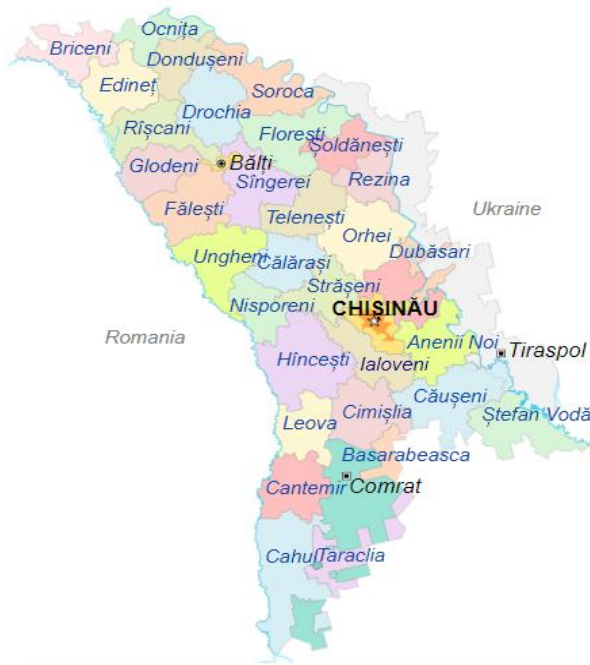 Ocnița
Briceni
Dondușeni
Edineț
Soroca
Drochia
Rîșcani
Florești
Șoldănești
Glodeni
Bălți
Sîngerei
Rezina
Fălești
Telenești
Ukraine
Orhei
Ungheni
Călărași
Dubăsari
Strășeni
Nisporeni
CHIȘINĂU
Romania
Anenii Noi
Tiraspol
Hîncești
Ialoveni
Căușeni
Cimișlia
Ștefan Vodă
Leova
Basarabeasca
Cantemir
Comrat
Cahul
Taraclia